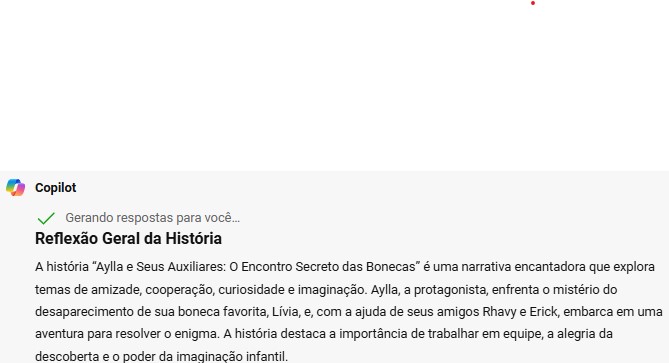 Copilot
Gerando respostas para você...
Reflexão Geral da História
A história “Aylla e Seus Auxiliares: O Encontro Secreto das Bonecas” é uma narrativa encantadora que explora
temas de amizade, cooperação, curiosidade e imaginação. Aylla, a protagonista, enfrenta o mistério do
desaparecimento de sua boneca favorita, Lívia, e, com a ajuda de seus amigos Rhavy e Erick, embarca em uma
aventura para resolver o enigma. A história destaca a importância de trabalhar em equipe, a alegria da
descoberta e o poder da imaginação infantil.